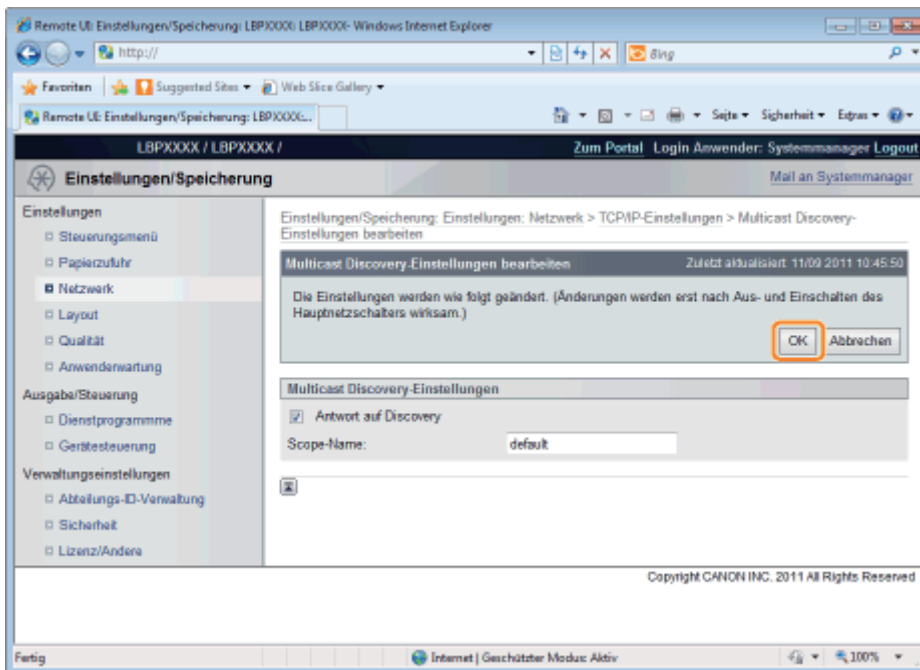 Remote UI: Einstellungen/Speicherung: LBPXXXX: LBPXXXX- Windows Internet Explorer
http://
Bing
Favoriten
Suggested Sites
Web Slice Gallery
Remote UI: Einstellungen/Speicherung: LBPXXXX:...
Seite
Sicherheit
Extras
LBPXXXX / LBPXXXX /
Zum Portal Login Anwender: Systemmanager Logout
Einstellungen/Speicherung
Mail an Systemmanager
Einstellungen
Steuerungsmenü
Papierzufuhr
Netzwerk
Layout
Qualität
Anwenderwartung
Ausgabe/Steuerung
Dienstprogrammme
Gerätesteuerung
Verwaltungseinstellungen
Abteilungs-ID-Verwaltung
Sicherheit
Lizenz/Andere
Einstellungen/Speicherung: Einstellungen: Netzwerk > TCP/IP-Einstellungen > Multicast Discovery-
Einstellungen bearbeiten
Multicast Discovery-Einstellungen bearbeiten
Zuletzt aktualisiert: 11/09 2011 10:45:50
Die Einstellungen werden wie folgt geändert. (Änderungen werden erst nach Aus- und Einschalten des
Hauptnetzschalters wirksam.)
OK
Abbrechen
Multicast Discovery-Einstellungen
Antwort auf Discovery
Scope-Name:
default
Copyright CANON INC. 2011 All Rights Reserved
Fertig
Internet | Geschützter Modus: Aktiv
100%